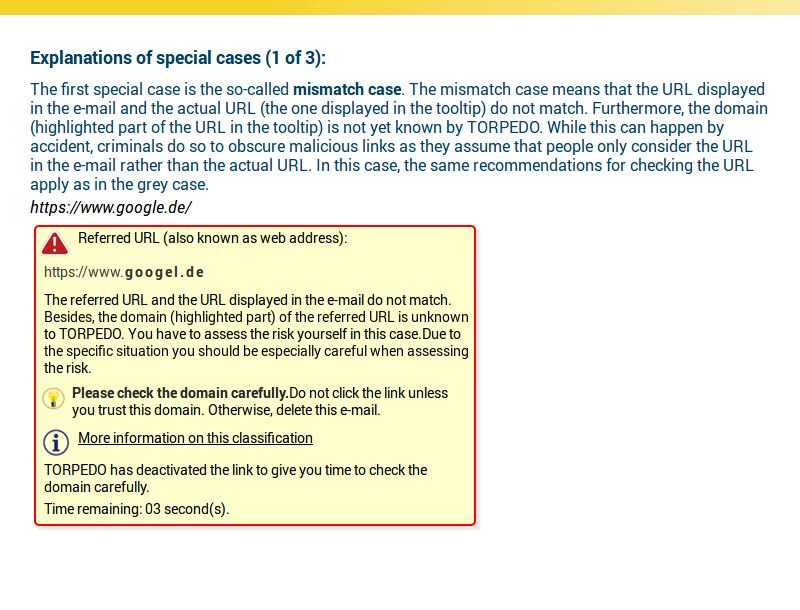 Explanations of special cases (1 of 3):
The first special case is the so-called mismatch case. The mismatch case means that the URL displayed
in the e-mail and the actual URL (the one displayed in the tooltip) do not match. Furthermore, the domain
(highlighted part of the URL in the tooltip) is not yet known by TORPEDO. While this can happen by
accident, criminals do so to obscure malicious links as they assume that people only consider the URL
in the e-mail rather than the actual URL. In this case, the same recommendations for checking the URL
apply as in the grey case.
https://www.google.de/
Referred URL (also known as web address):
https://www.googel.de
The referred URL and the URL displayed in the e-mail do not match.
Besides, the domain (highlighted part) of the referred URL is unknown
to TORPEDO. You have to assess the risk yourself in this case.Due to
the specific situation you should be especially careful when assessing
the risk.
Please check the domain carefully.Do not click the link unless
you trust this domain. Otherwise, delete this e-mail.
More information on this classification
TORPEDO has deactivated the link to give you time to check the
domain carefully.
Time remaining: 03 second(s).